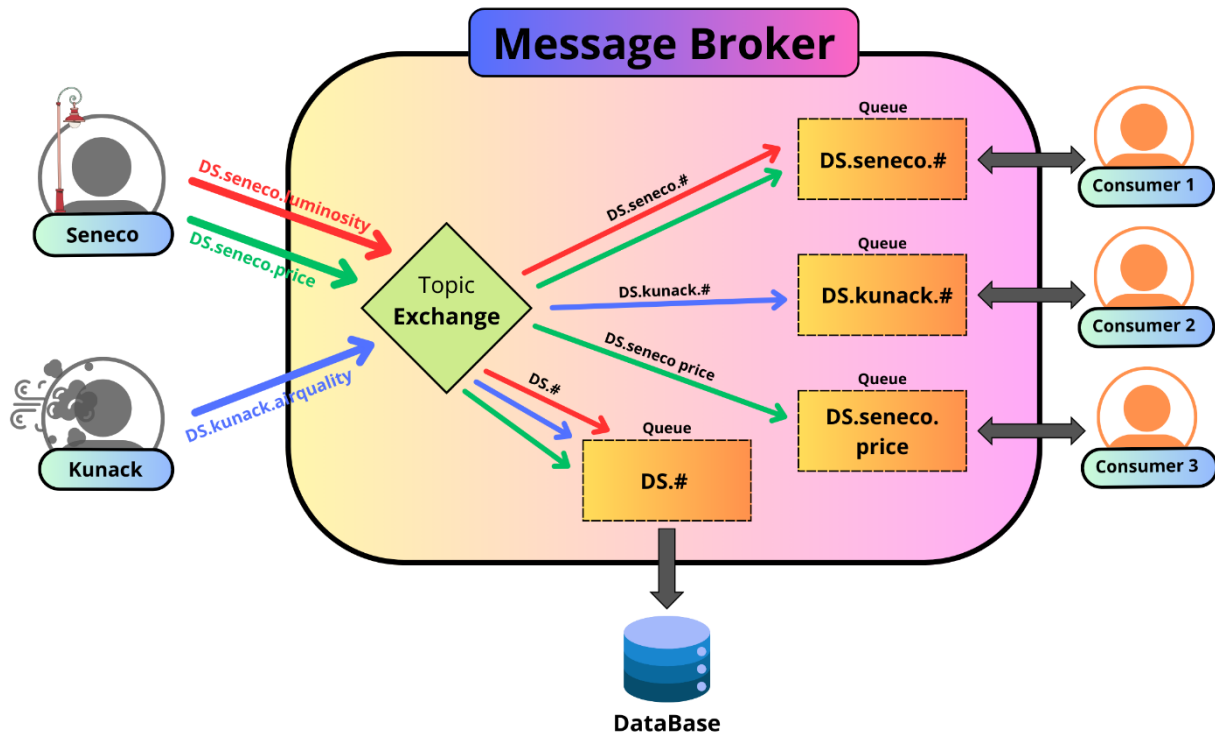 Message Broker
Seneco
DS.seneco.luminosity
DS.seneco.price
Kunack
DS.kunack.airquality
Topic
Exchange
DS.seneco.#
DS.kunack.#
DS.seneco price
DS.#
Queue
DS.seneco.#
Queue
DS.kunack.#
Queue
DS.seneco.
price
Queue
DS.#
Consumer 1
Consumer 2
Consumer 3
DataBase